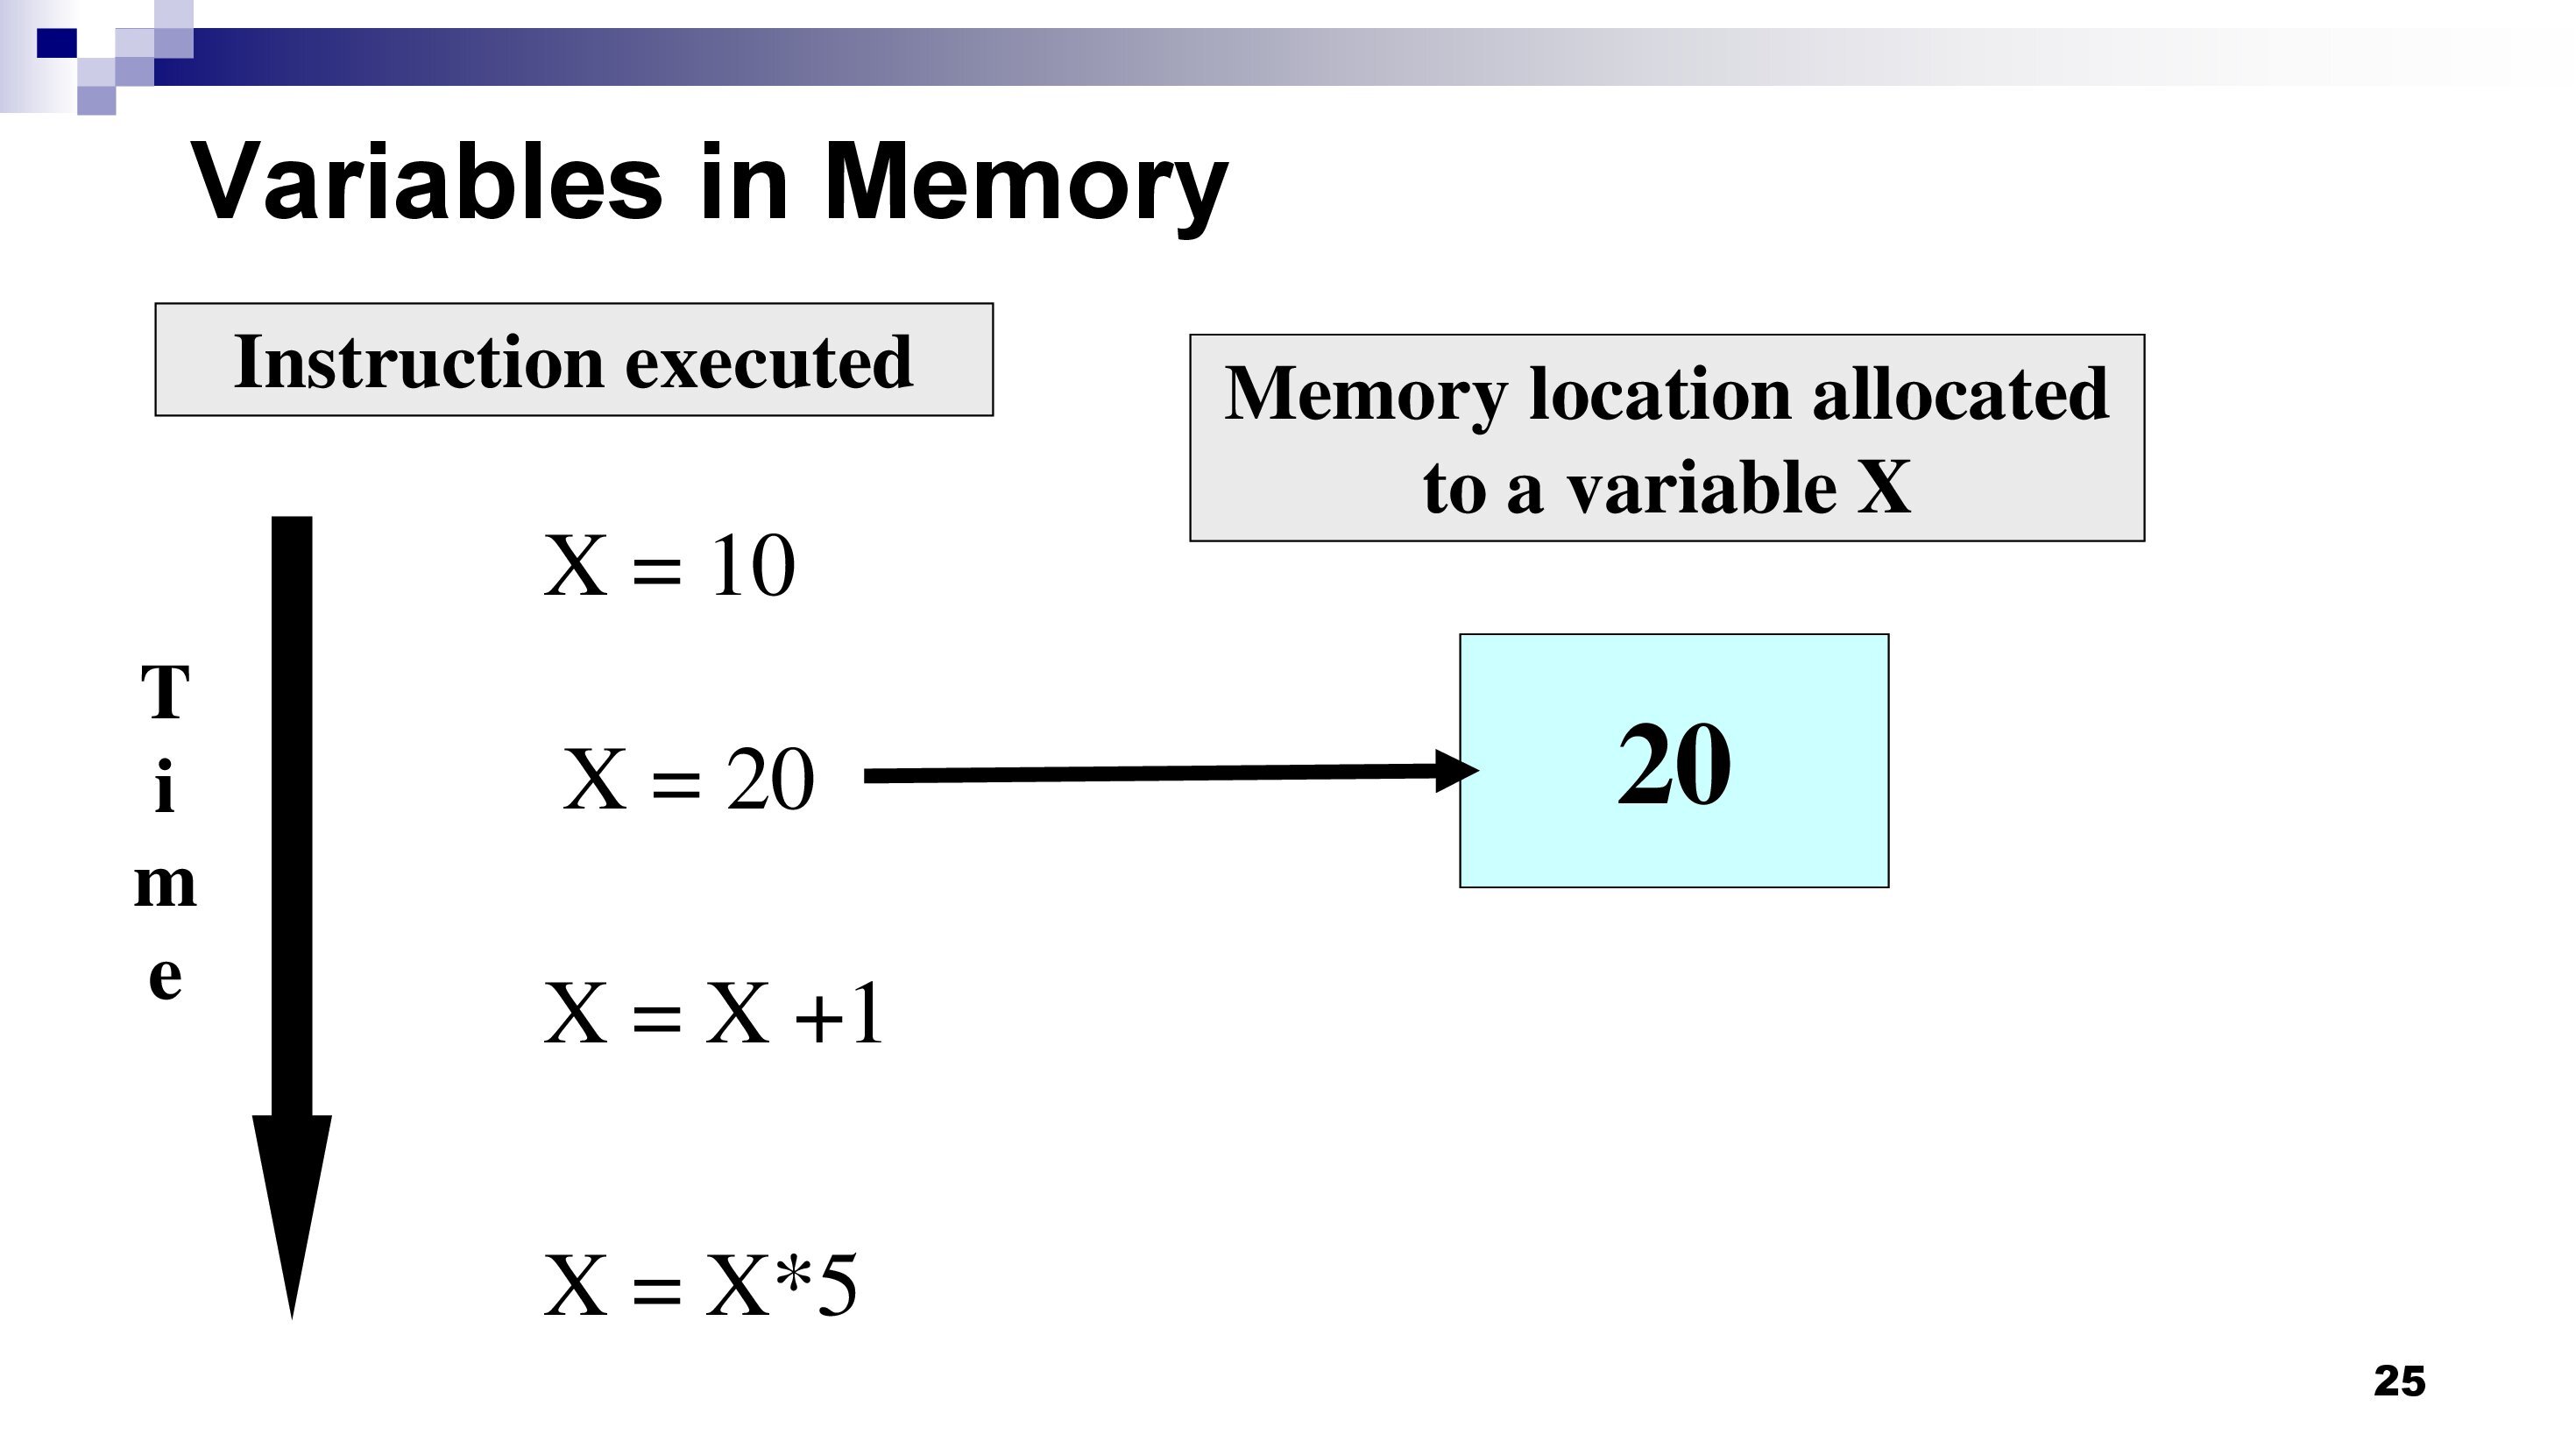 Variables in Memory
Instruction executed
Memory location allocated
to a variable X
T
i
m
e
X = 10
X = 20
20
X = X +1
X = X*5
25